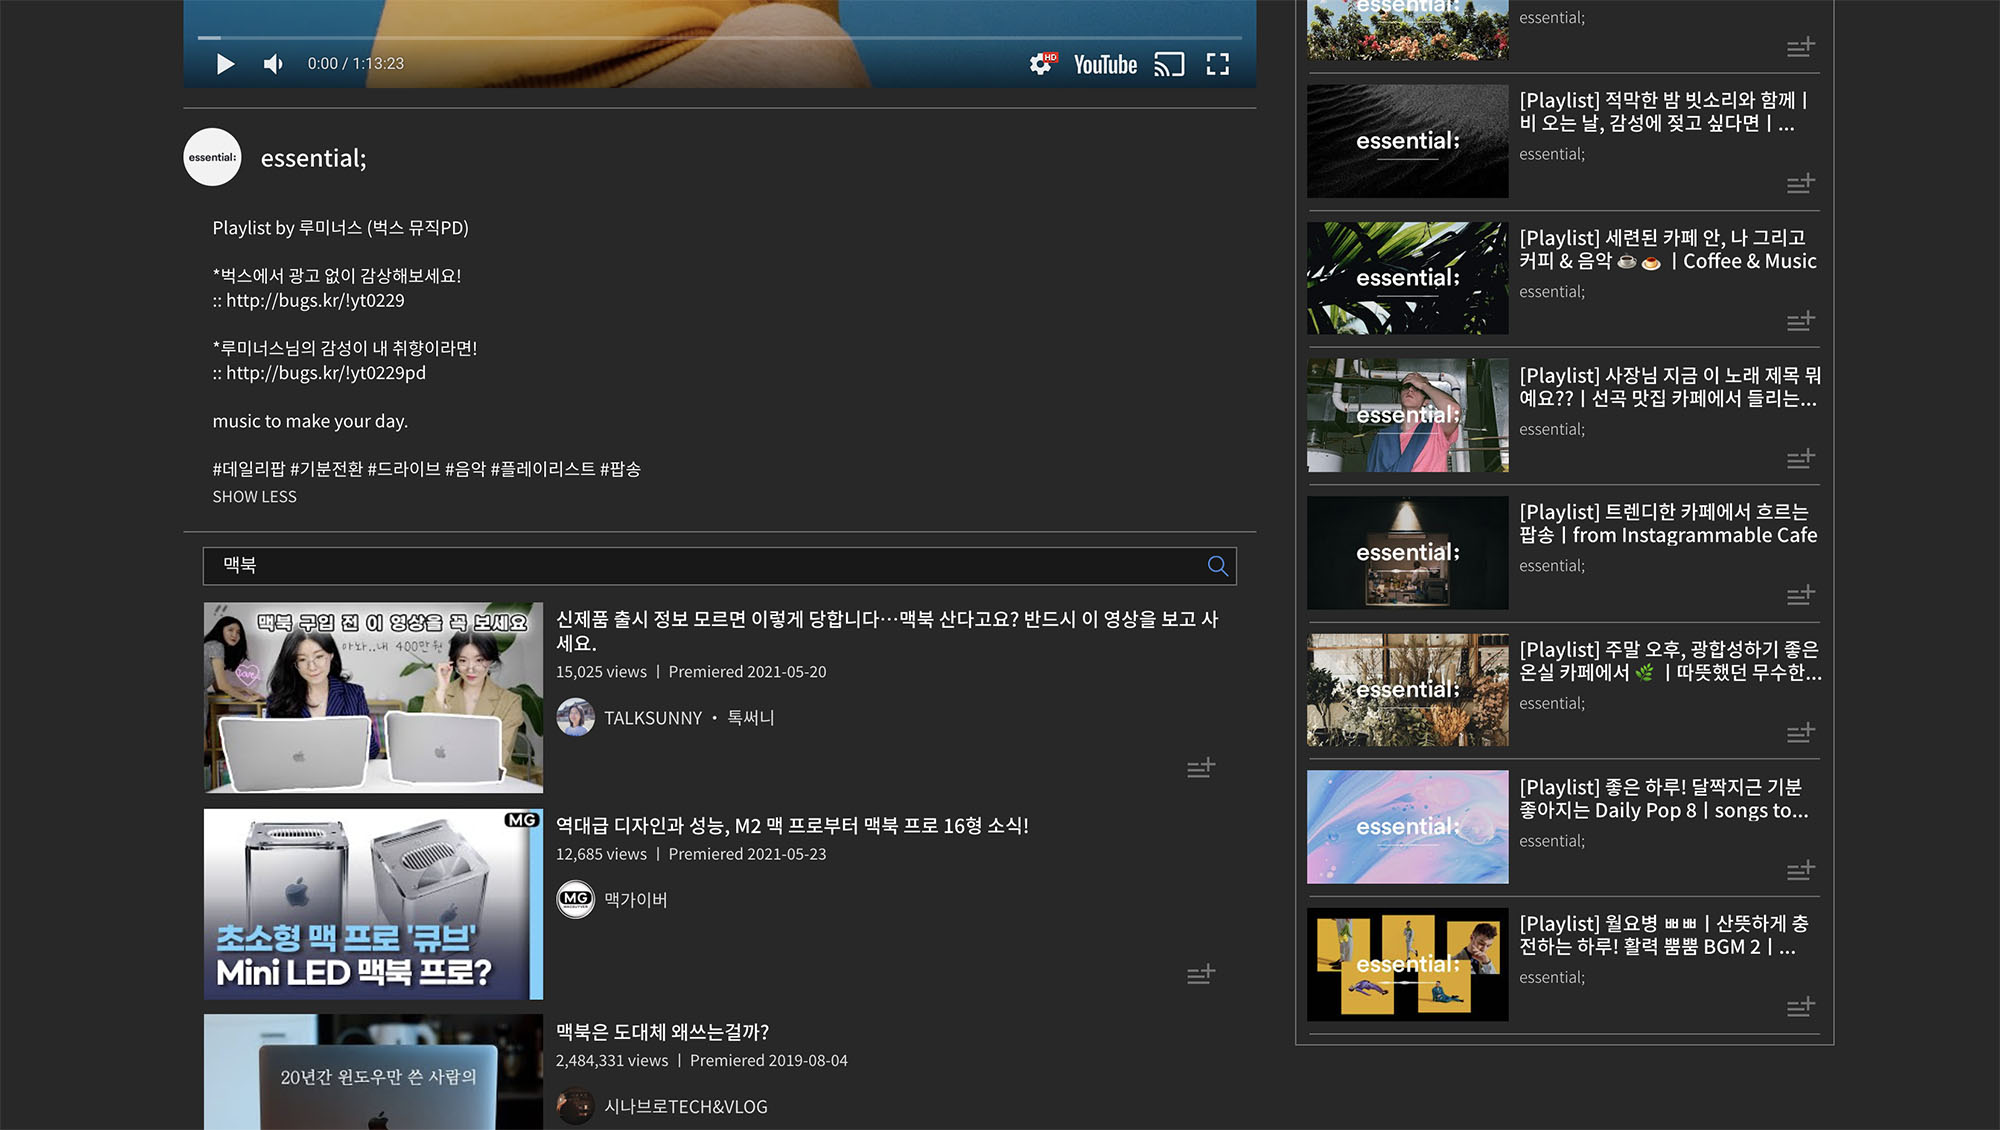 0:00 / 1:13:23
HD
YouTube
essential:
essential;
Playlist by 루미너스 (벅스 뮤직PD)
*벅스에서 광고 없이 감상해보세요!
:: http://bugs.kr/!yt0229
*루미너스님의 감성이 내 취향이라면!
:: http://bugs.kr/!yt0229pd
music to make your day.
#데일리팝 #기분전환 #드라이브 #음악 #플레이리스트 #팝송
SHOW LESS
맥북
맥북 구입 전 이 영상을 꼭 보세요
아놔..내 400만원
LOVE
신제품 출시 정보 모르면 이렇게 당합니다…맥북 산다고요? 반드시 이 영상을 보고 사
세요.
15,025 views | Premiered 2021-05-20
TALKSUNNY · 톡써니
MG
초소형 맥 프로 '큐브'
Mini LED 맥북 프로?
역대급 디자인과 성능, M2 맥 프로부터 맥북 프로 16형 소식!
12,685 views | Premiered 2021-05-23
MG
맥가이버
20년간 윈도우만 쓴 사람의
맥북은 도대체 왜쓰는걸까?
2,484,331 views | Premiered 2019-08-04
시나브로TECH&VLOG
essential;
essential;
essential;
[Playlist] 적막한 밤 빗소리와 함께ㅣ
비 오는 날, 감성에 젖고 싶다면ㅣ...
essential;
essential;
[Playlist] 세련된 카페 안, 나 그리고
커피 & 음악☕🍮ㅣCoffee & Music
essential;
essential;
[Playlist] 사장님 지금 이 노래 제목 뭐
예요??ㅣ선곡 맛집 카페에서 들리는...
essential;
essential;
[Playlist] 트렌디한 카페에서 흐르는
팝송ㅣfrom Instagrammable Cafe
essential;
essential;
[Playlist] 주말 오후, 광합성하기 좋은
온실 카페에서 🌿ㅣ따뜻했던 무수한...
essential;
essential;
[Playlist] 좋은 하루! 달짝지근 기분
좋아지는 Daily Pop 8ㅣsongs to...
essential;
essential;
[Playlist] 월요병 ㅃㅃㅣ산뜻하게 충
전하는 하루! 활력 뿜뿜 BGM 2ㅣ...
essential;